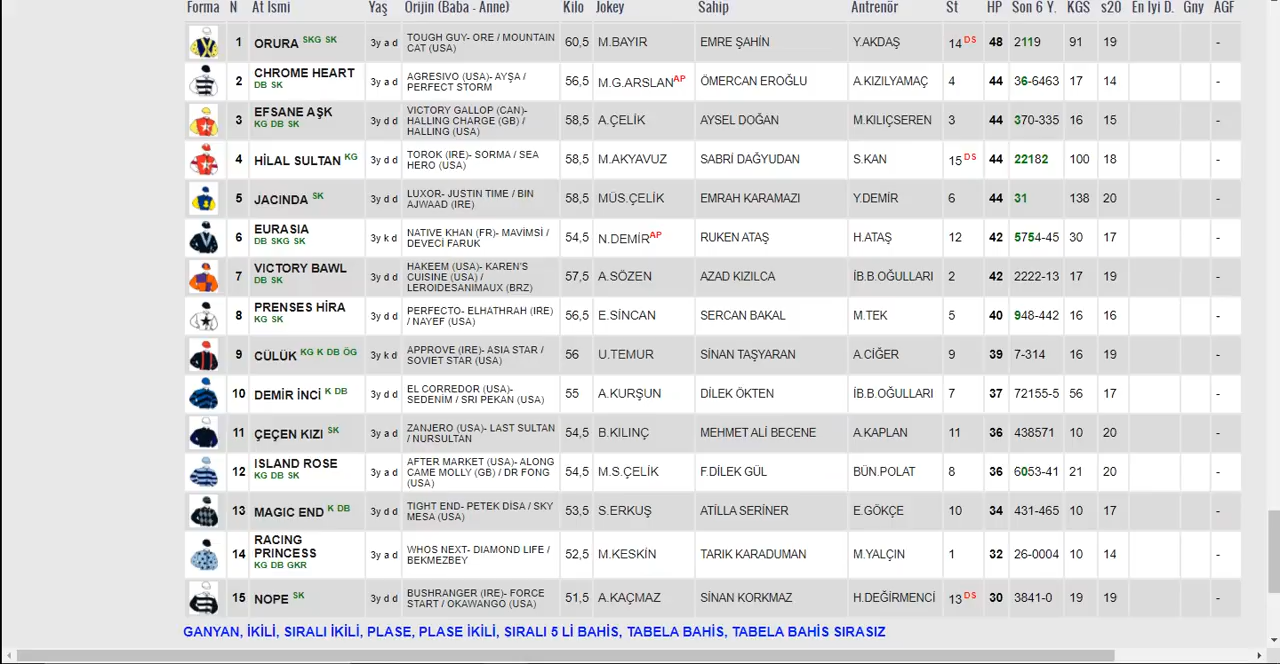 Forma N At İsmi Yaş Orijin (Baba - Anne) Kilo Jokey Sahip Antrenör St HP Son 6 Y. KGS s20 En İyi D. Gny AGF
1 ORURA SKG SK 3y a d TOUGH GUY- ORE / MOUNTAIN CAT (USA) 60,5 M.BAYIR EMRE ŞAHİN Y.AKDAŞ 14 DS 48 2119 91 19 -
2 CHROME HEART DB SK 3y a d AGRESIVO (USA)- AYŞA / PERFECT STORM 56,5 M.G.ARSLAN AP ÖMERCAN EROĞLU A.KIZILYAMAÇ 4 44 36-6463 17 14 -
3 EFSANE AŞK KG DB SK 3y d d VICTORY GALLOP (CAN)- HALLING CHARGE (GB) / HALLING (USA) 58,5 A.ÇELİK AYSEL DOĞAN M.KILIÇSEREN 3 44 370-335 16 15 -
4 HİLAL SULTAN KG 3y d d TOROK (IRE)- SORMA / SEA HERO (USA) 58,5 M.AKYAVUZ SABRİ DAĞYUDAN S.KAN 15 DS 44 22182 100 18 -
5 JACINDA SK 3y d d LUXOR- JUSTIN TIME / BIN AJWAAD (IRE) 58,5 MÜS.ÇELİK EMRAH KARAMAZI Y.DEMİR 6 44 31 138 20 -
6 EURASIA DB SKG SK 3y k d NATIVE KHAN (FR)- MAVİMSİ / DEVECİ FARUK 54,5 N.DEMİR AP RUKEN ATAŞ H.ATAŞ 12 42 5754-45 30 17 -
7 VICTORY BAWL DB SK 3y d d HAKEEM (USA)- KAREN'S CUISINE (USA) / LEROIDESANIMAUX (BRZ) 57,5 A.SÖZEN AZAD KIZILCA İB.B.OĞULLARI 2 42 2222-13 17 19 -
8 PRENSES HİRA KG SK 3y d d PERFECTO- ELHATHRAH (IRE) / NAYEF (USA) 56,5 E.SİNCAN SERCAN BAKAL M.TEK 5 40 948-442 16 16 -
9 CÜLÜK KG K DB ÖG 3y k d APPROVE (IRE)- ASIA STAR / SOVIET STAR (USA) 56 U.TEMUR SİNAN TAŞYARAN A.CİĞER 9 39 7-314 16 19 -
10 DEMİR İNCİ K DB 3y d d EL CORREDOR (USA)- SEDENİM / SRI PEKAN (USA) 55 A.KURŞUN DİLEK ÖKTEN İB.B.OĞULLARI 7 37 72155-5 56 17 -
11 ÇEÇEN KIZI SK 3y a d ZANJERO (USA)- LAST SULTAN / NURSULTAN 54,5 B.KILINÇ MEHMET ALİ BECENE A.KAPLAN 11 36 438571 10 20 -
12 ISLAND ROSE KG DB SK 3y a d AFTER MARKET (USA)- ALONG CAME MOLLY (GB) / DR FONG (USA) 54,5 M.S.ÇELİK F.DİLEK GÜL BÜN.POLAT 8 36 6053-41 21 20 -
13 MAGIC END K DB 3y d d TIGHT END- PETEK DİSA / SKY MESA (USA) 53,5 S.ERKUŞ ATİLLA SERİNER E.GÖKÇE 10 34 431-465 10 17 -
14 RACING PRINCESS KG DB GKR 3y a d WHOS NEXT- DIAMOND LIFE / BEKMEZBEY 52,5 M.KESKİN TARIK KARADUMAN M.YALÇIN 1 32 26-0004 10 14 -
15 NOPE SK 3y d d BUSHRANGER (IRE)- FORCE START / OKAWANGO (USA) 51,5 A.KAÇMAZ SİNAN KORKMAZ H.DEĞİRMENCİ 13 DS 30 3841-0 19 19 -
GANYAN, İKİLİ, SIRALI İKİLİ, PLASE, PLASE İKİLİ, SIRALI 5 Lİ BAHİS, TABELA BAHİS, TABELA BAHİS SIRASIZ